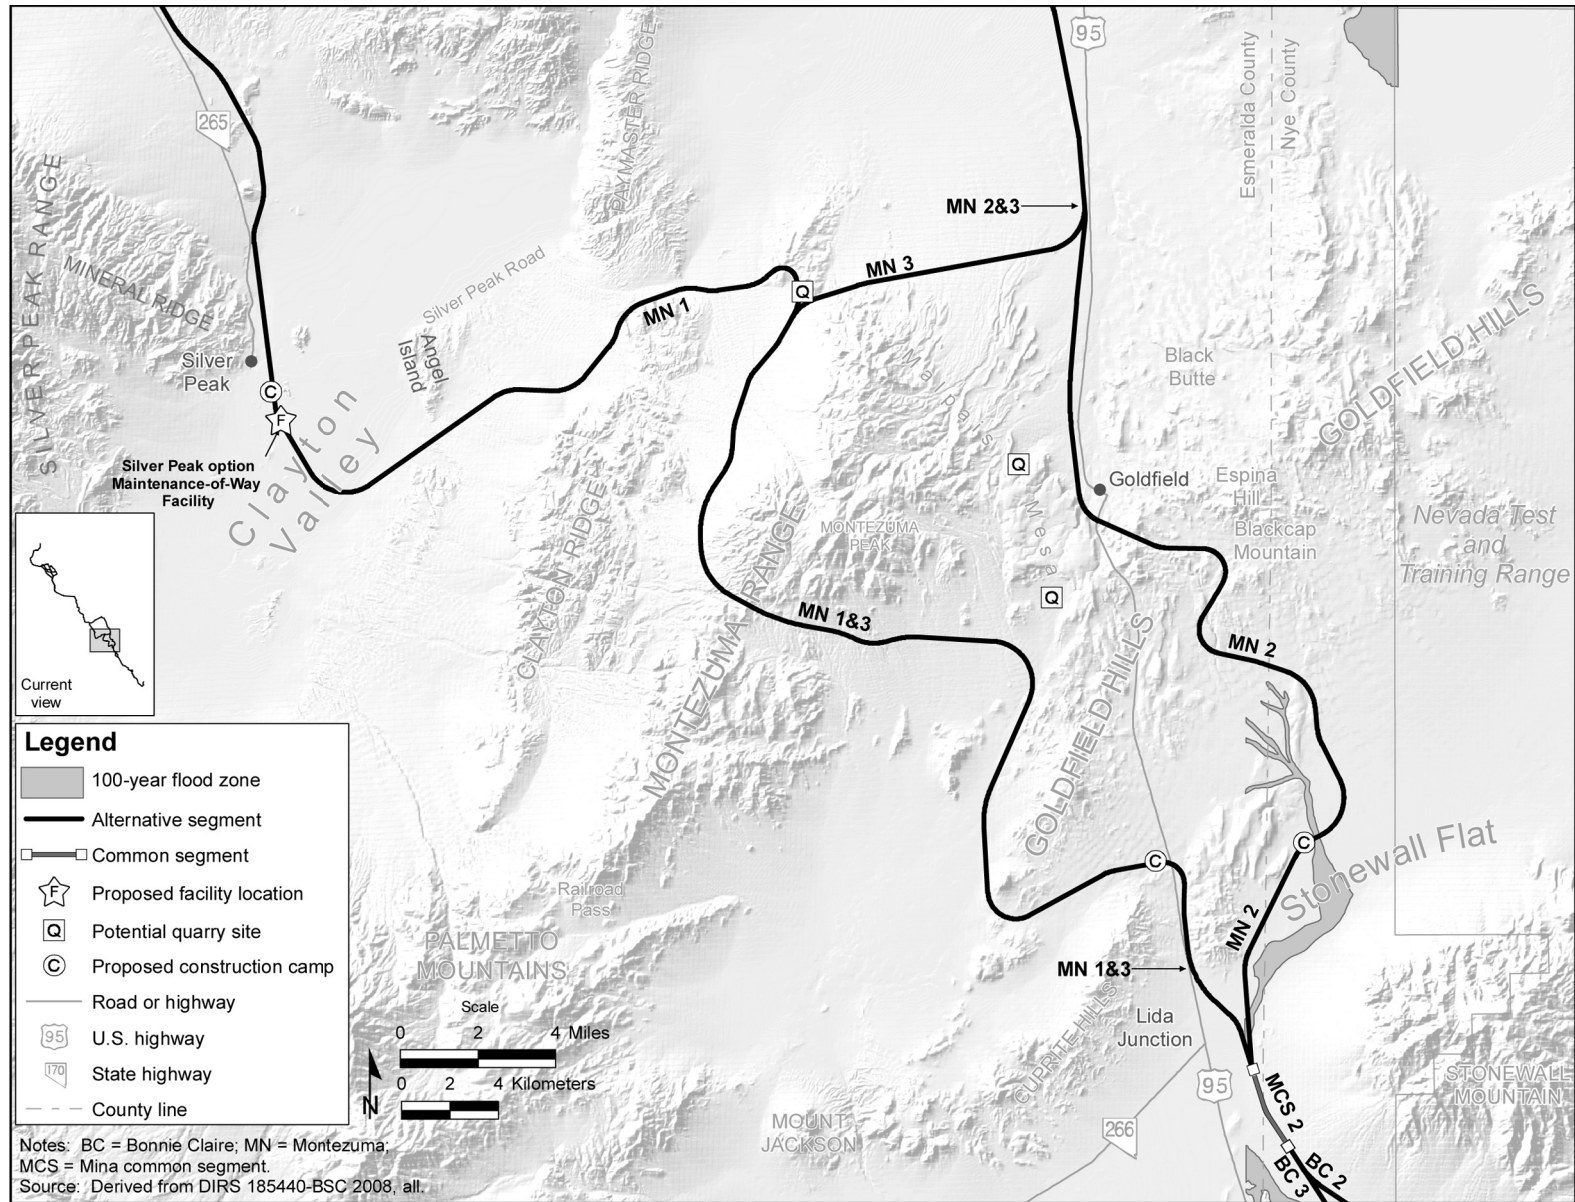 95
Esmeralda County
Nye County
265
PAYMASTER RIDGE
SILVER PEAK RANGE
MINERAL RIDGE
MN 2&3
Silver Peak Road
MN 3
MN 1
Q
Angel
Island
Silver
Peak
C
F
Silver Peak option
Maintenance-of-Way
Facility
Clayton
Valley
Malpais
Mesa
Black
Butte
GOLDFIELD HILLS
Q
Goldfield
Espina
Hill
Blackcap
Mountain
Nevada Test
and
Training Range
MONTEZUMA
PEAK
CLAYTON RIDGE
MONTEZUMA RANGE
Q
MN 1&3
GOLDFIELD HILLS
MN 2
Current
view
C
C
Stonewall Flat
MN 2
Railroad
Pass
PALMETTO
MOUNTAINS
MN 1&3
CUPRITE HILLS
Lida
Junction
95
266
MOUNT
JACKSON
STONEWALL
MOUNTAIN
MCS 2
BC 2
BC 3
Legend
100-year flood zone
Alternative segment
Common segment
F Proposed facility location
Q Potential quarry site
C Proposed construction camp
Road or highway
95 U.S. highway
170 State highway
County line
Scale
0 2 4 Miles
0 2 4 Kilometers
N
Notes: BC = Bonnie Claire; MN = Montezuma;
MCS = Mina common segment.
Source: Derived from DIRS 185440-BSC 2008, all.